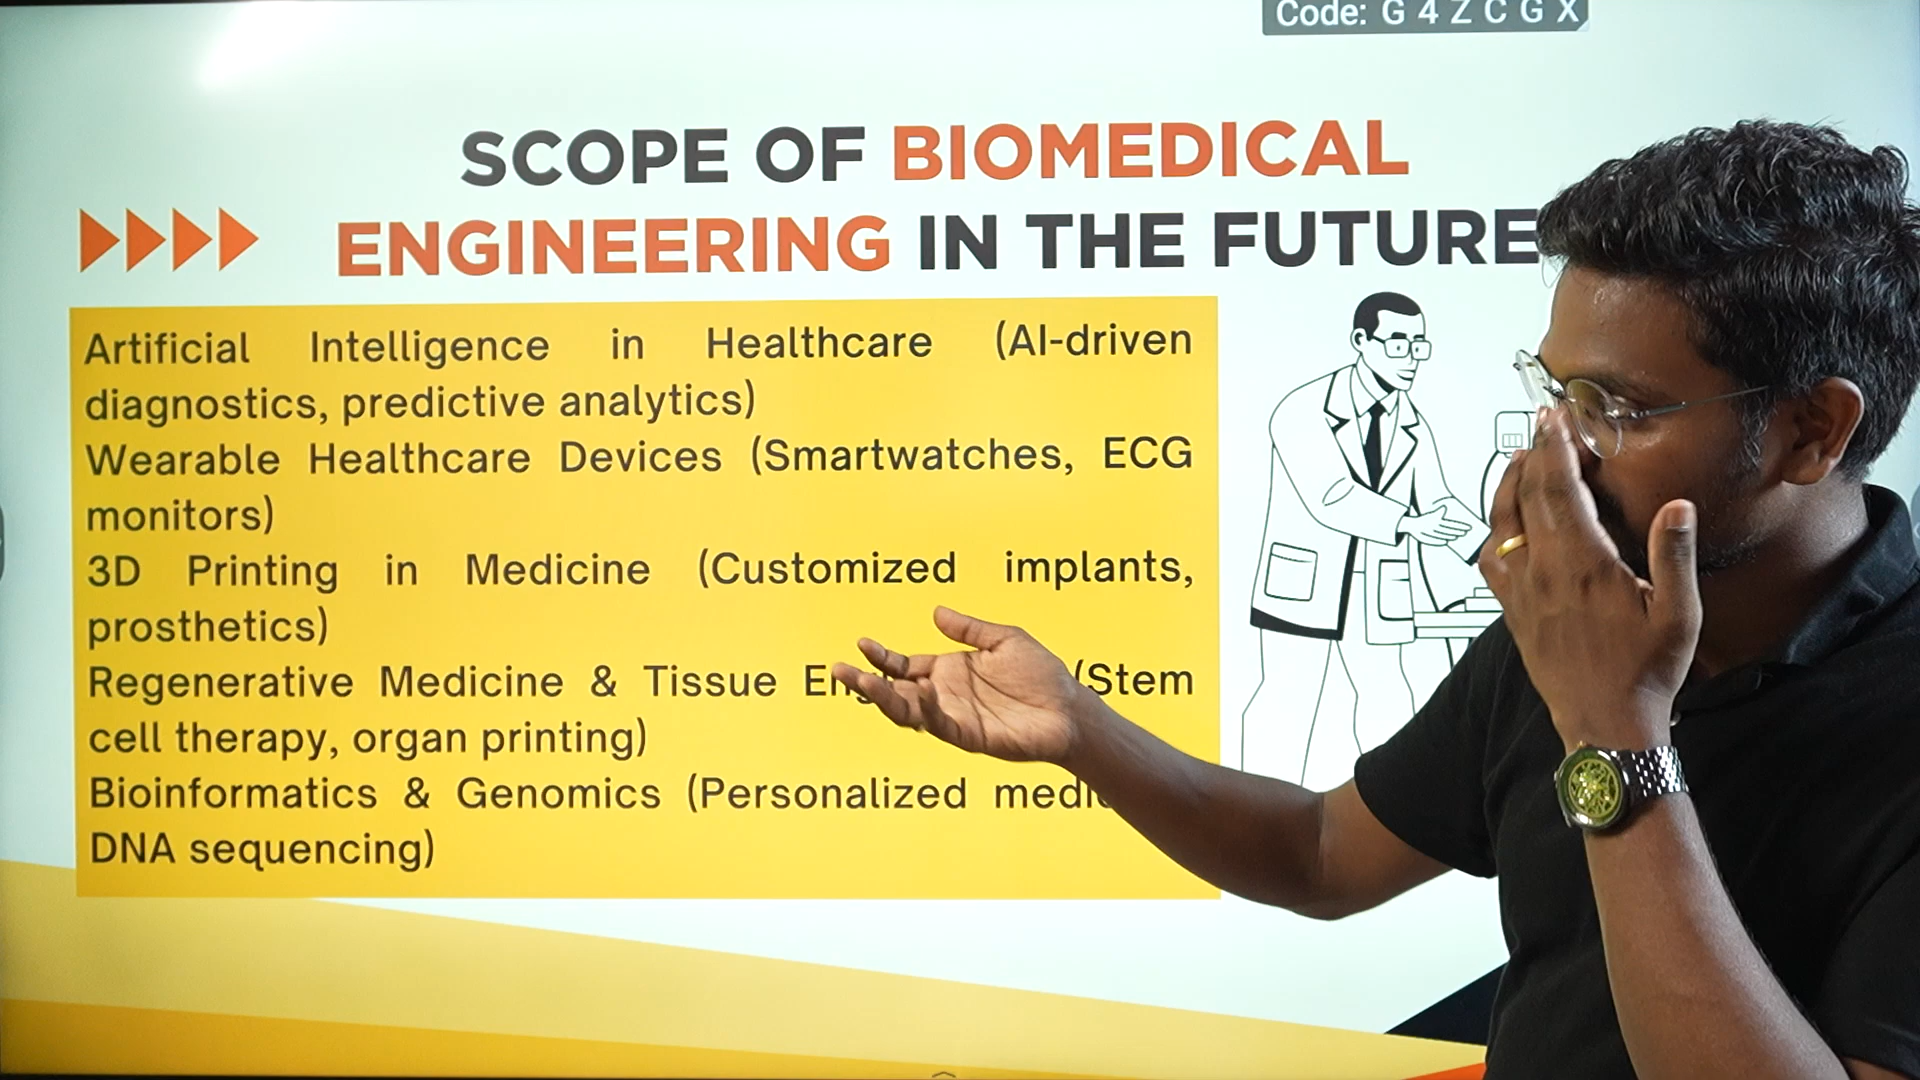 Code: G 4 Z C G X
SCOPE OF BIOMEDICAL
ENGINEERING IN THE FUTURE
Artificial Intelligence in Healthcare (AI-driven
diagnostics, predictive analytics)
Wearable Healthcare Devices (Smartwatches, ECG
monitors)
3D Printing in Medicine (Customized implants,
prosthetics)
Regenerative Medicine & Tissue (Stem
cell therapy, organ printing)
Bioinformatics & Genomics (Personalized
DNA sequencing)